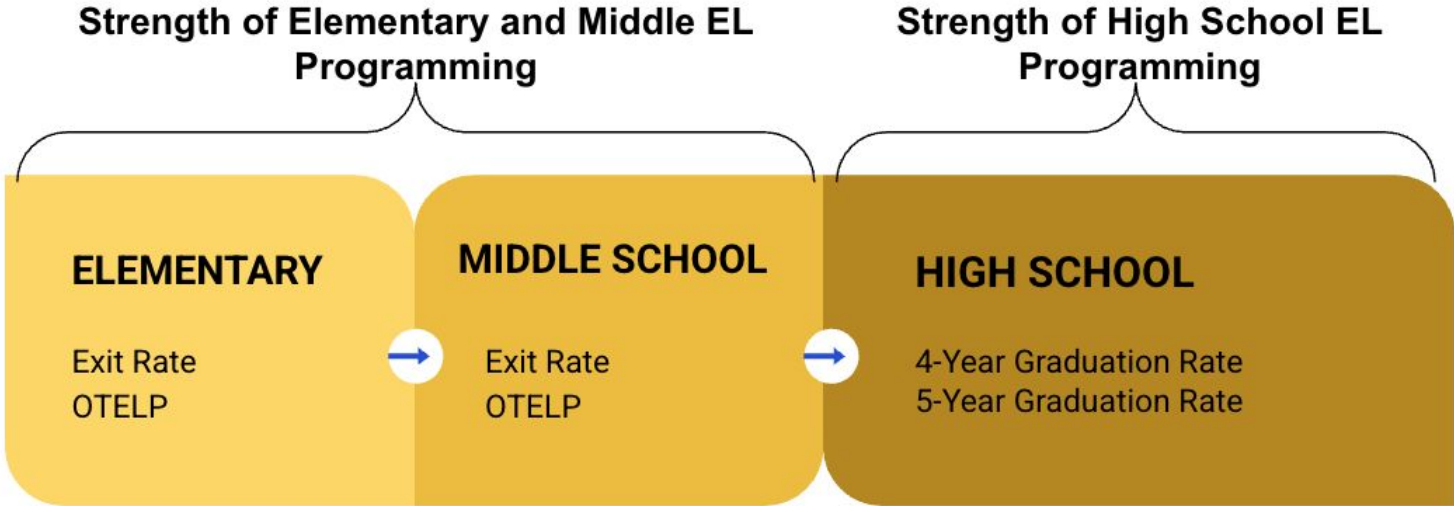 Strength of Elementary and Middle EL
Programming
Strength of High School EL
Programming
ELEMENTARY
Exit Rate
OTELP
MIDDLE SCHOOL
Exit Rate
OTELP
HIGH SCHOOL
4-Year Graduation Rate
5-Year Graduation Rate